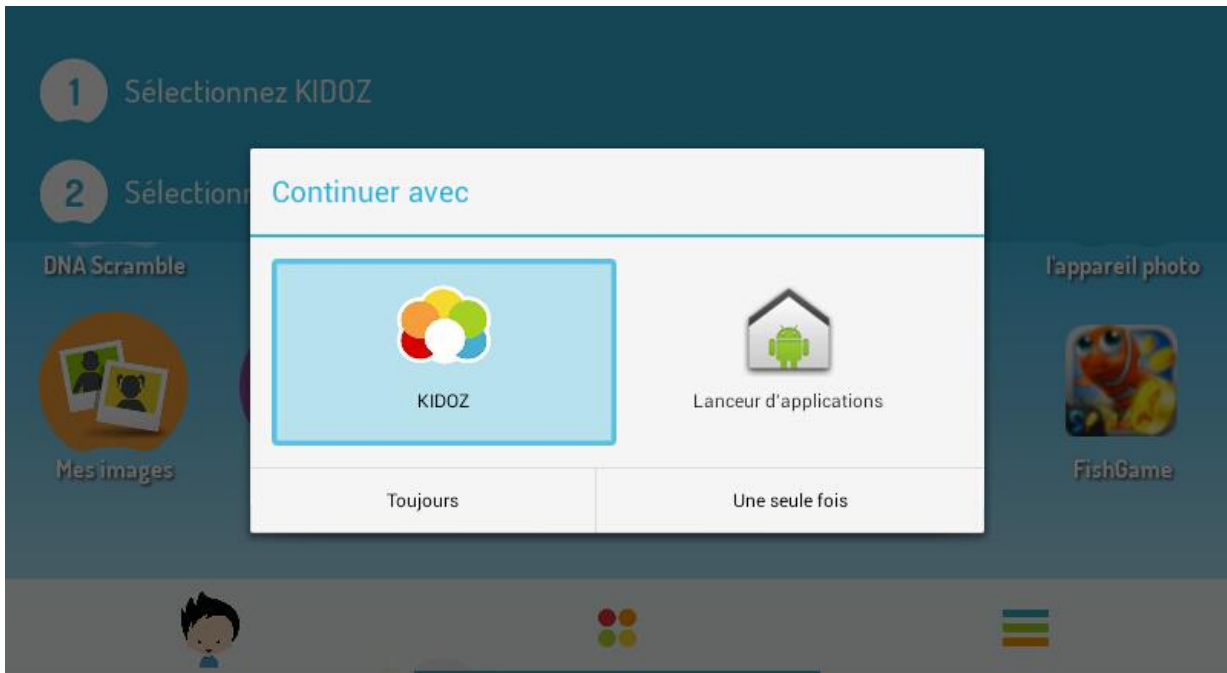 1 Sélectionnez KIDOZ
2 Sélectionn
Continuer avec
DNA Scramble
l'appareil photo
KIDOZ
Lanceur d'applications
Mes images
FishGame
Toujours
Une seule fois